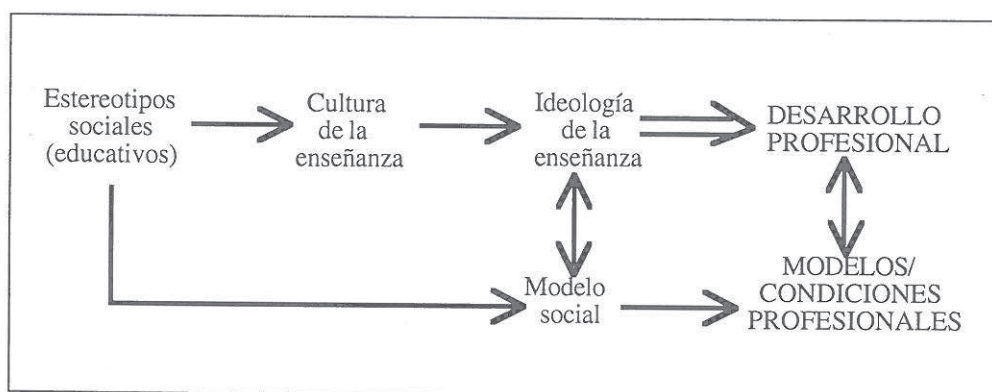 Estereotipos
sociales
(educativos)
Cultura
de la
enseñanza
Ideología
de la
enseñanza
DESARROLLO
PROFESIONAL
Modelo
social
MODELOS/
CONDICIONES
PROFESIONALES